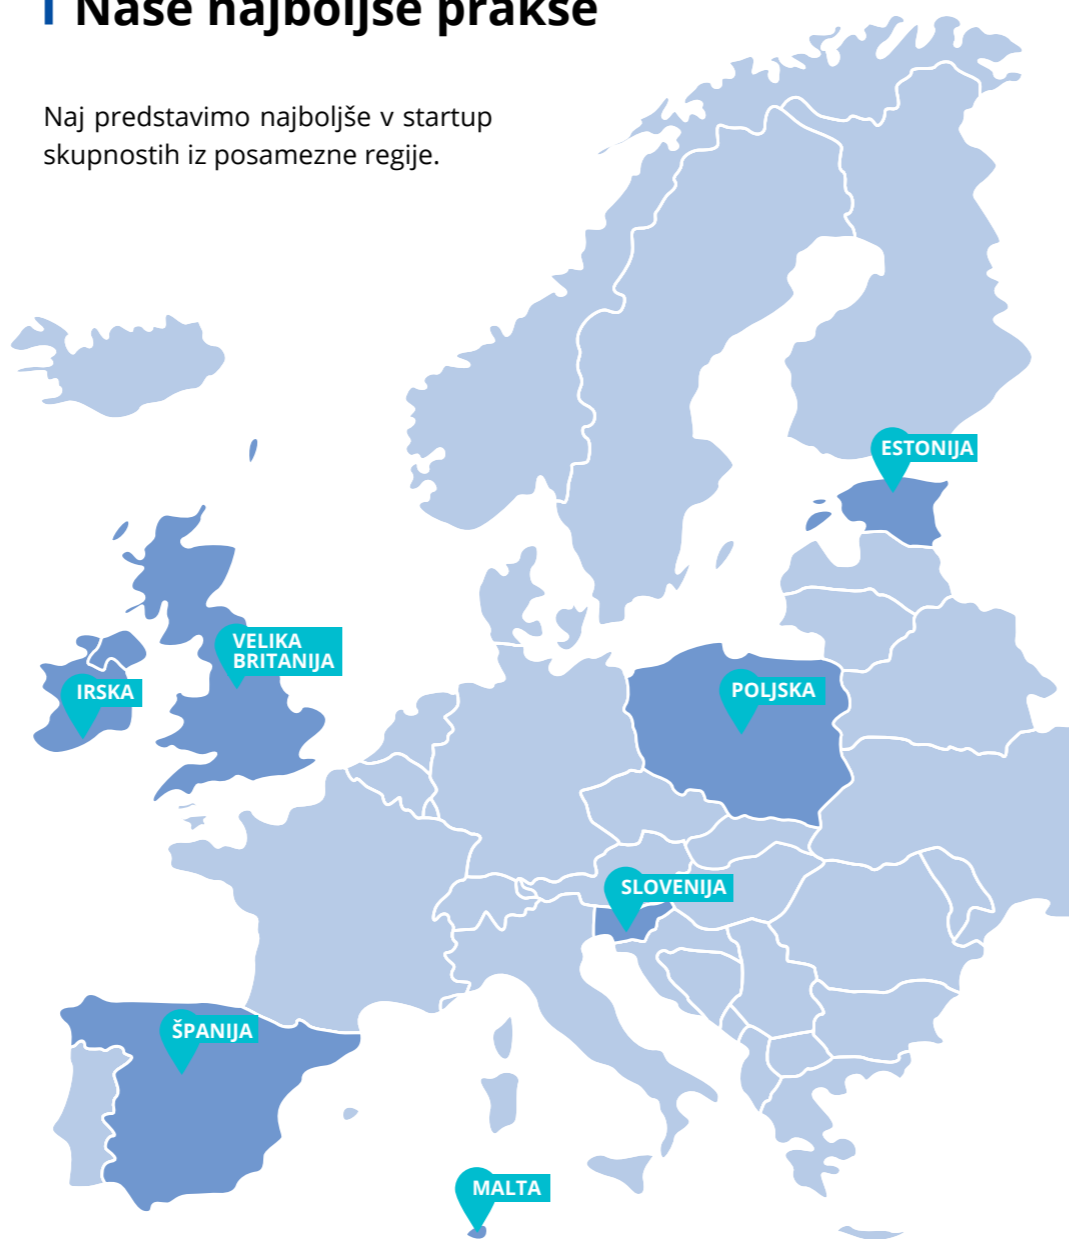 Naše najboljše prakse
Naj predstavimo najboljše v startup
skupnostih iz posamezne regije.
ESTONIJA
VELIKA
BRITANIJA
IRSKA
POLJSKA
SLOVENIJA
ŠPANIJA
MALTA